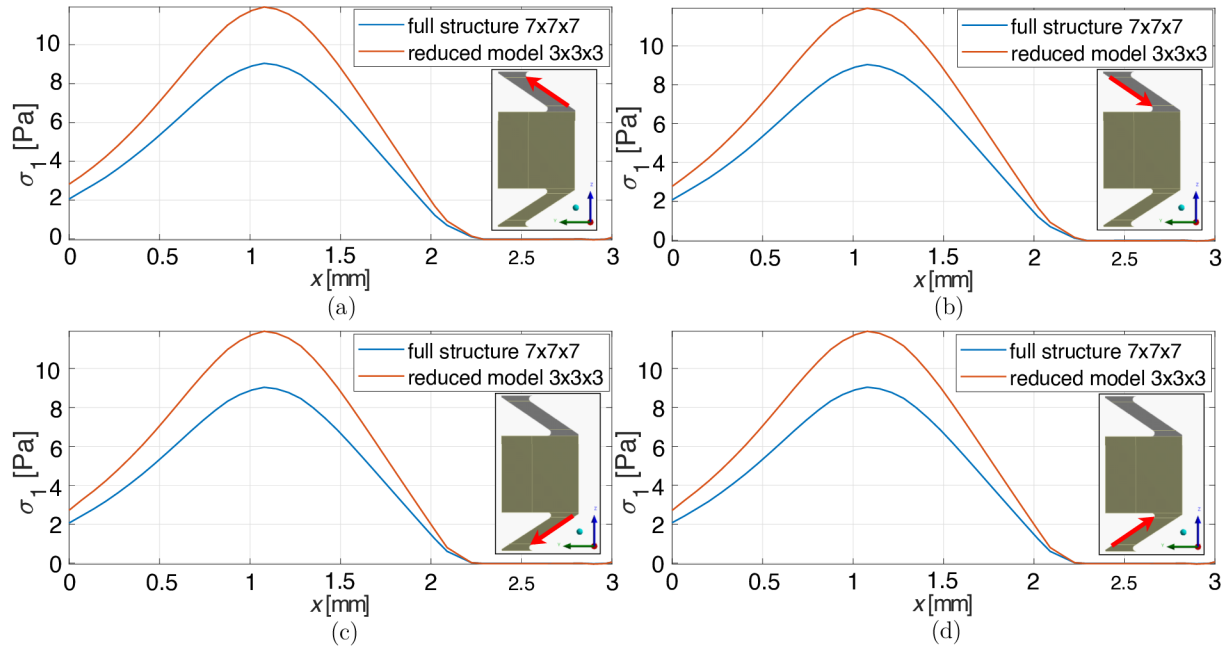 full structure 7x7x7
reduced model 3x3x3
σ1 [Pa]
10
8
6
4
2
0
z
Y
0 0.5 1 1.5 2 2.5 3
x [mm]
(a)
full structure 7x7x7
reduced model 3x3x3
σ1 [Pa]
10
8
6
4
2
0
z
0 0.5 1 1.5 2 2.5 3
x [mm]
(b)
full structure 7x7x7
reduced model 3x3x3
σ1 [Pa]
10
8
6
4
2
0
z
0 0.5 1 1.5 2 2.5 3
x [mm]
(c)
full structure 7x7x7
reduced model 3x3x3
σ1 [Pa]
10
8
6
4
2
0
z
0 0.5 1 1.5 2 2.5 3
x [mm]
(d)